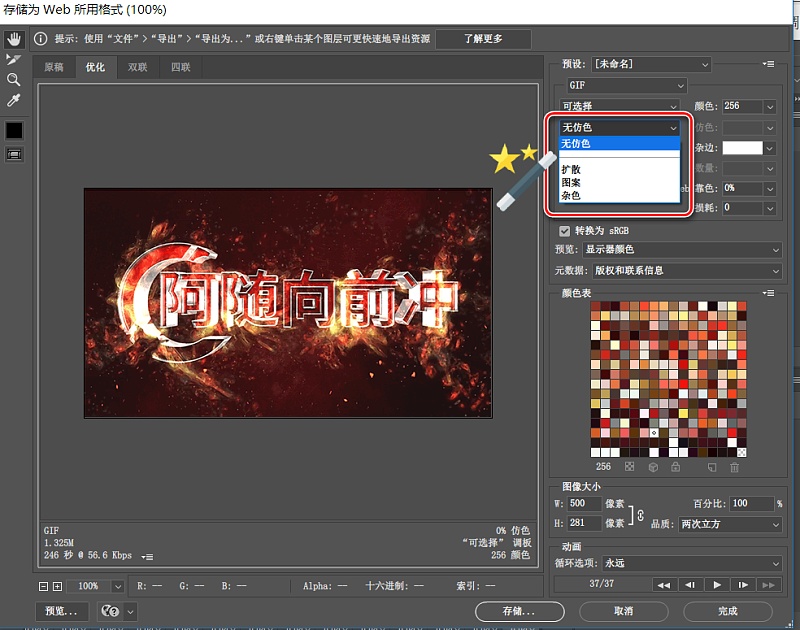 存储为 Web 所用格式 (100%)
提示: 使用 “文件” > “导出” > “导出为...” 或右键单击某个图层可更快速地导出资源
了解更多
原稿 优化 双联 四联
预设: [未命名]
GIF
可选择 颜色: 256
无仿色 仿色:
无仿色 杂边:
扩散 数量:
图案 eb 靠色: 0%
杂色 损耗: 0
转换为 sRGB
预览: 显示器颜色
元数据: 版权和联系信息
颜色表
阿随向前冲
256
图像大小
W: 500 像素 百分比: 100 %
H: 281 像素 品质: 两次立方
动画
循环选项: 永远
37/37
GIF 0% 仿色
1.325M “可选择” 调板
246 秒 @ 56.6 Kbps 256 颜色
100% R: -- G: -- B: -- Alpha: -- 十六进制: -- 索引: --
预览... 存储... 取消 完成